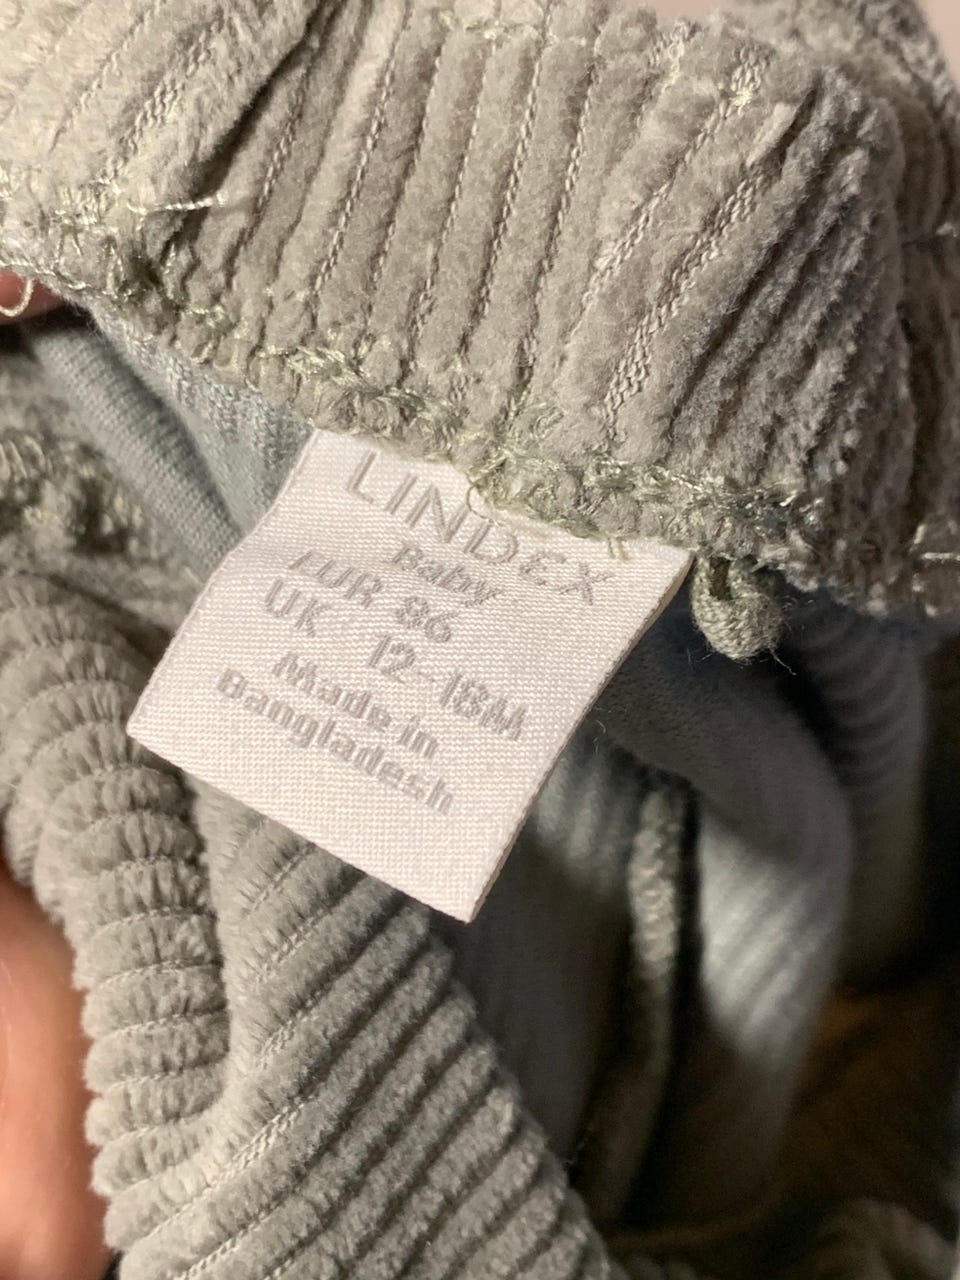 LINDEX
Baby
EUR 86
UK 12-18M
Made in
Bangladesh